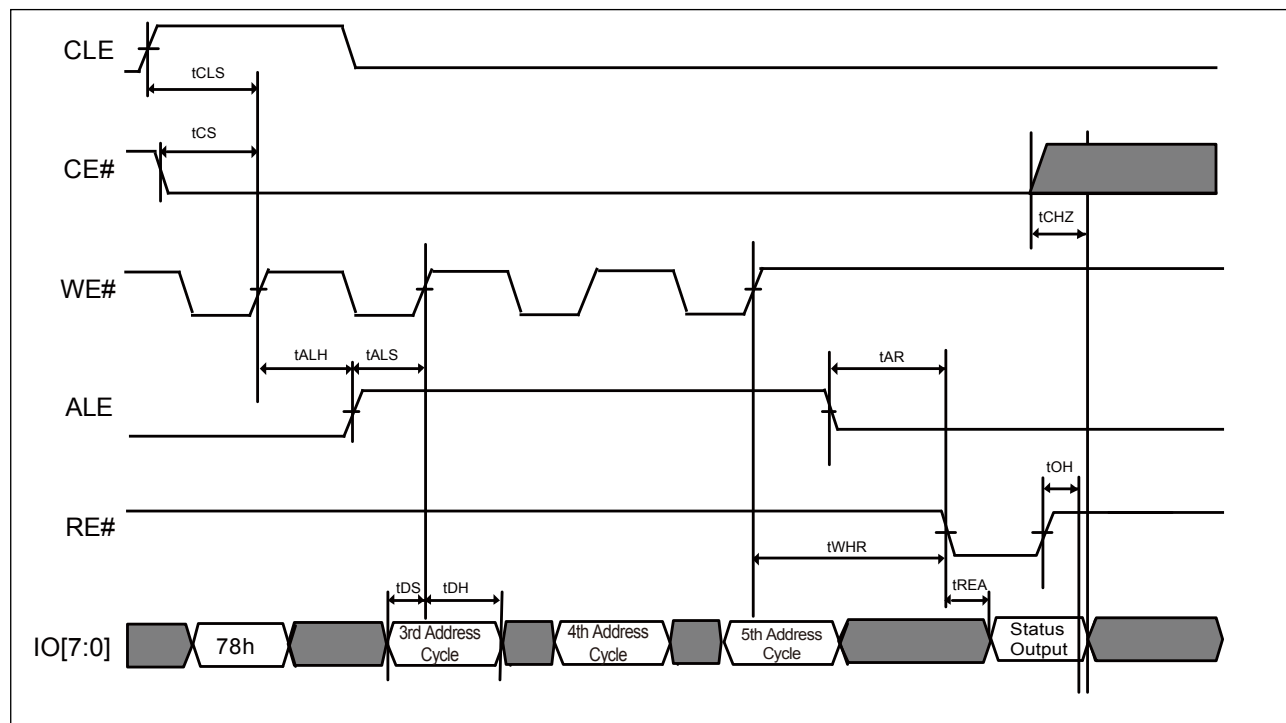 CLE
tCLS
tCS
CE#
tCHZ
WE#
tALH
tALS
tAR
ALE
tOH
RE#
tWHR
tDS
tDH
tREA
IO[7:0]
78h
3rd Address
Cycle
4th Address
Cycle
5th Address
Cycle
Status
Output